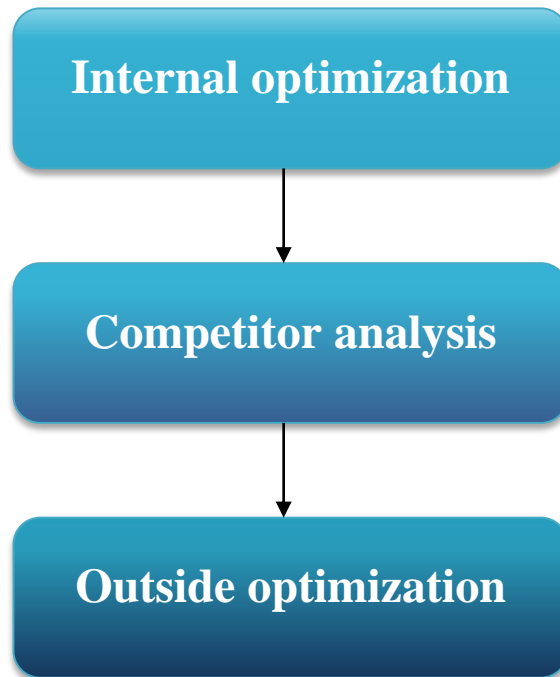 Internal optimization
Competitor analysis
Outside optimization